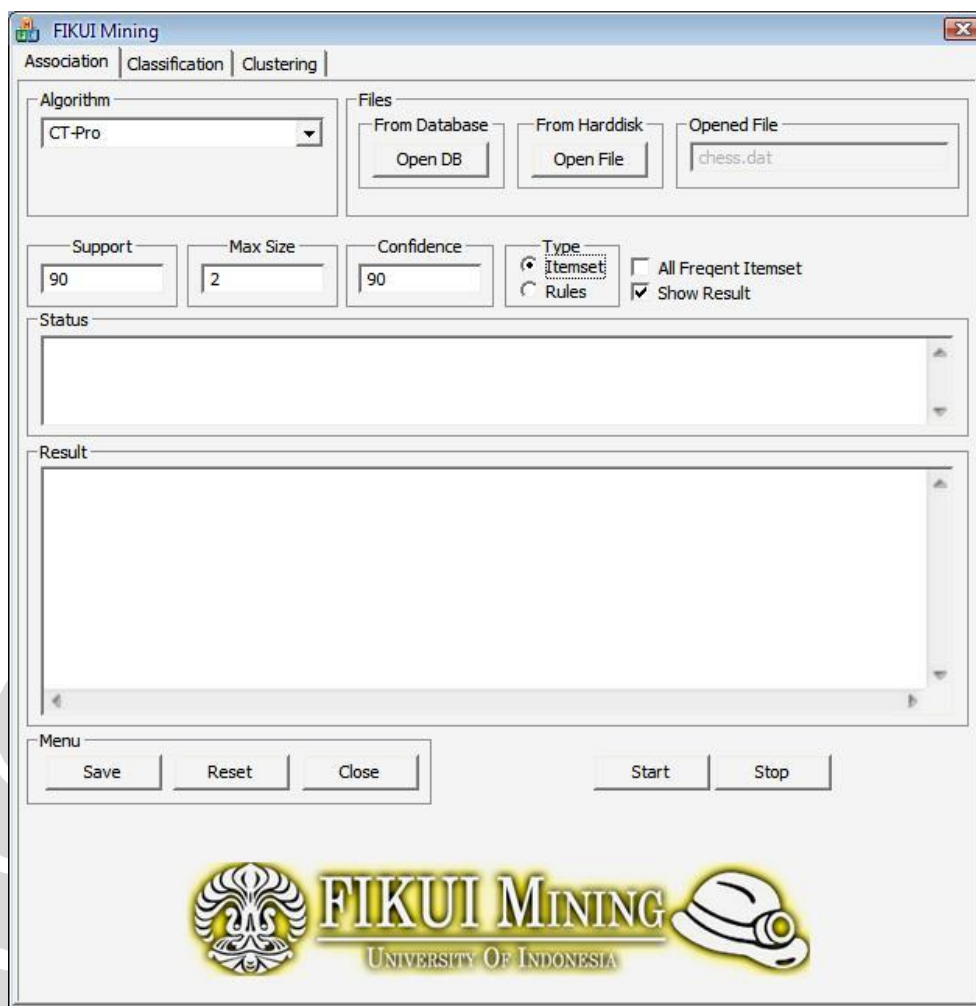 FIKUI Mining
Association Classification Clustering
Algorithm
CT-Pro
Files
From Database From Harddisk Opened File
Open DB Open File chess.dat
Support Max Size Confidence Type
90 2 90
Itemset
Rules
All Freqent Itemset
Show Result
Status
Result
Menu
Save Reset Close Start Stop
FIKUI MINING
UNIVERSITY OF INDONESIA